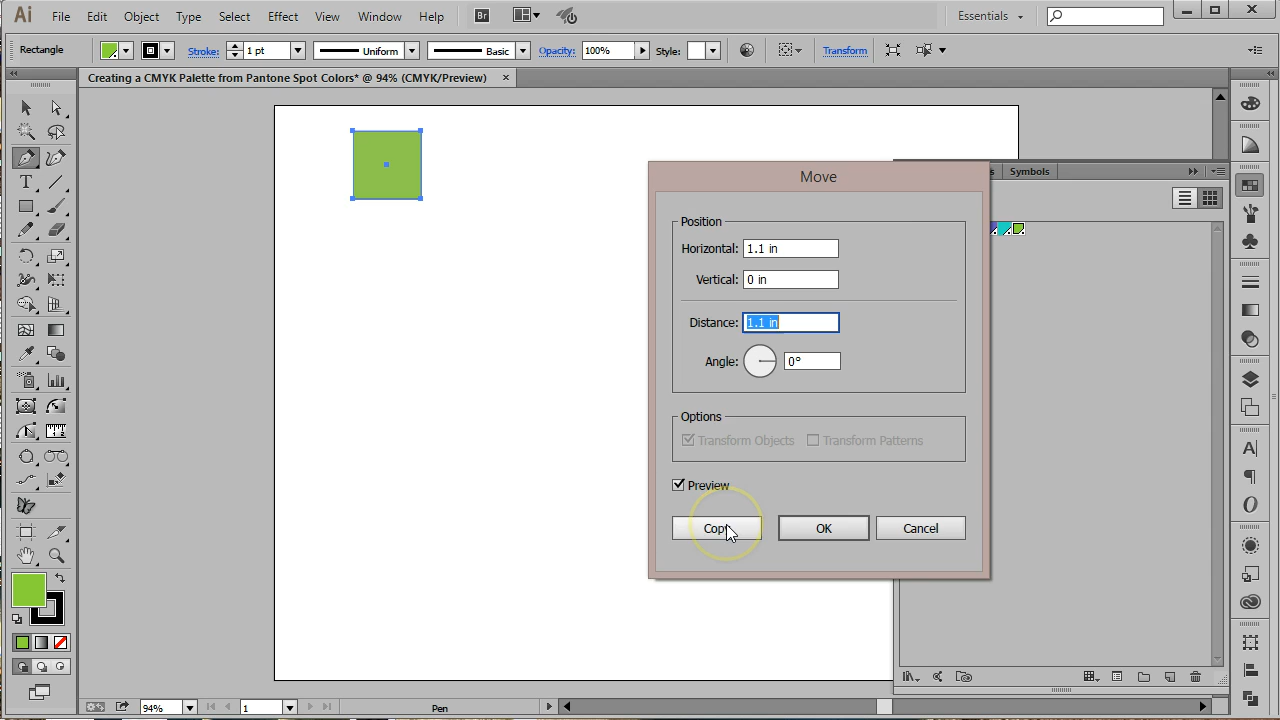 Ai File Edit Object Type Select Effect View Window Help Br Essentials
Rectangle Stroke: 1 pt Uniform Basic Opacity: 100% Style: Transform
Creating a CMYK Palette from Pantone Spot Colors* @ 94% (CMYK/Preview) ×
s Symbols
Move
Position
Horizontal: 1.1 in
Vertical: 0 in
Distance: 1.1 in
Angle: 0°
Options
Transform Objects Transform Patterns
Preview
Copy OK Cancel
94% 1 Pen